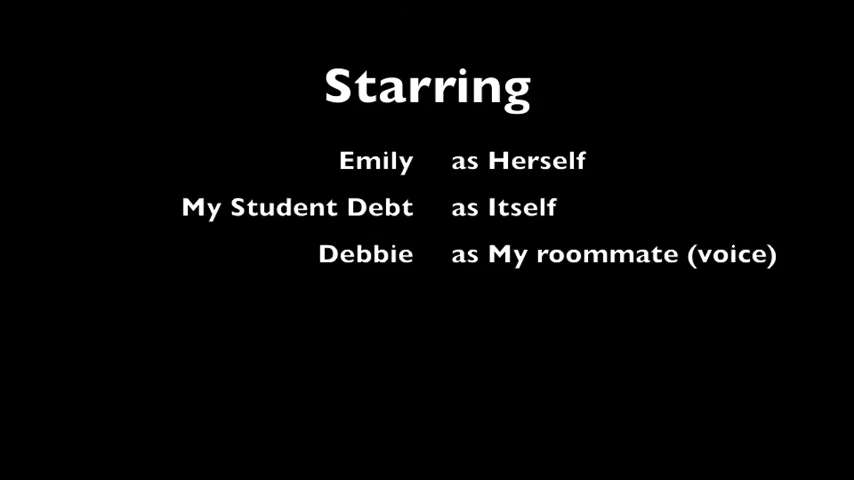 Starring
Emily as Herself
My Student Debt as Itself
Debbie as My roommate (voice)